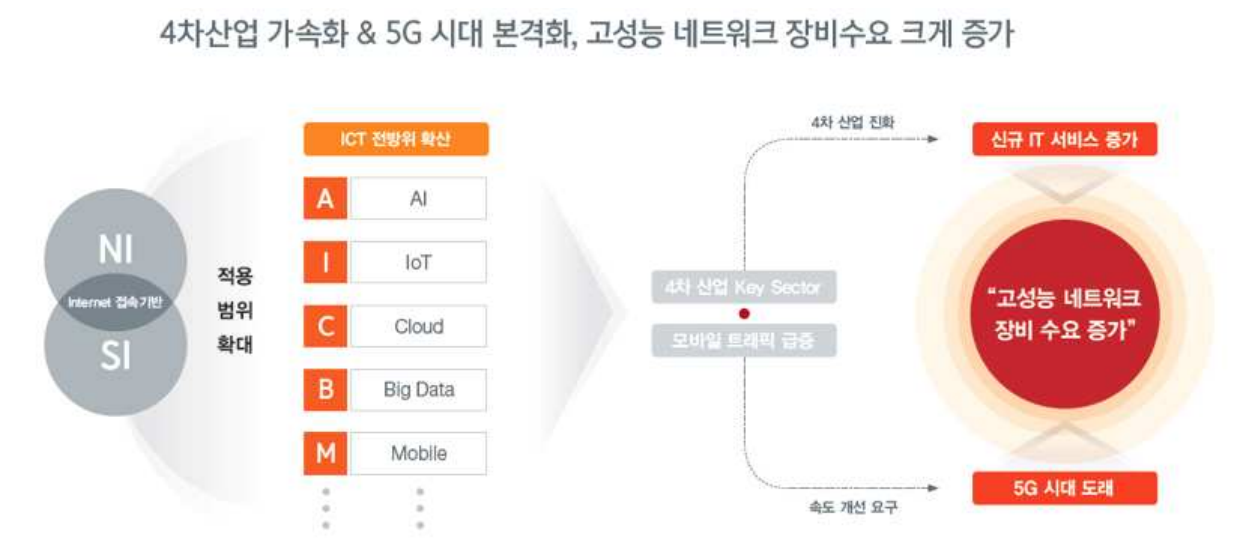 4차산업 가속화 & 5G 시대 본격화, 고성능 네트워크 장비수요 크게 증가
NI
Internet 접속기반
SI
적용
범위
확대
ICT 전방위 확산
A AI
I IoT
C Cloud
B Big Data
M Mobile
4차 산업 Key Sector
모바일 트래픽 급증
4차 산업 진화
속도 개선 요구
신규 IT 서비스 증가
“고성능 네트워크
장비 수요 증가”
5G 시대 도래